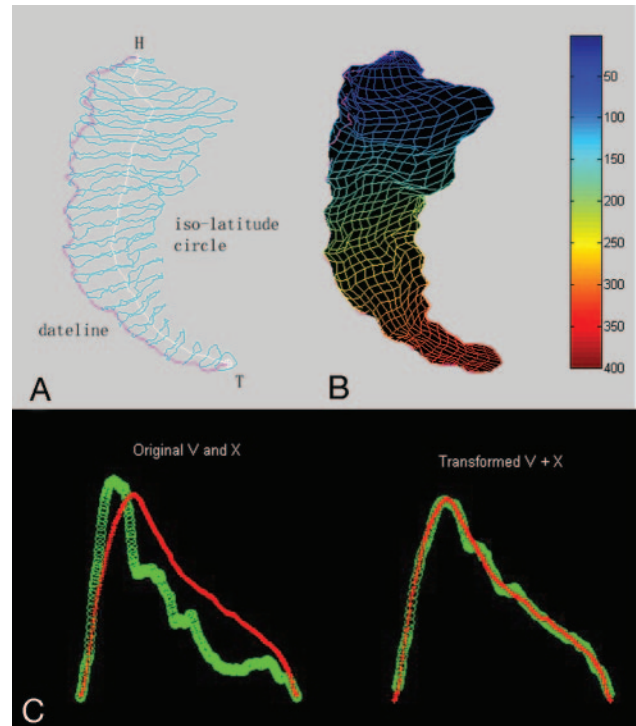 H
iso-latitude
circle
dateline
T
A
B
50
100
150
200
250
300
350
400
Original V and X
Transformed V + X
C